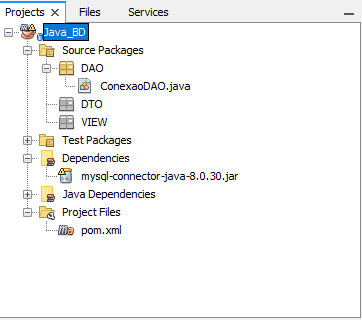 Projects × Files Services
Java_BD
Source Packages
DAO
ConexaoDAO.java
DTO
VIEW
Test Packages
Dependencies
mysql-connector-java-8.0.30.jar
Java Dependencies
Project Files
pom.xml